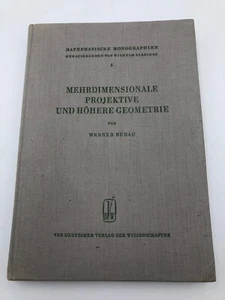 MATHEMATISCHE MONOGRAPHIEN
HERAUSGEGEBEN VON WILHELM BLASCHKE
1
MEHRDIMENSIONALE
PROJEKTIVE
UND HÖHERE GEOMETRIE
VON
WERNER BURAU
VEB DEUTSCHER VERLAG DER WISSENSCHAFTEN